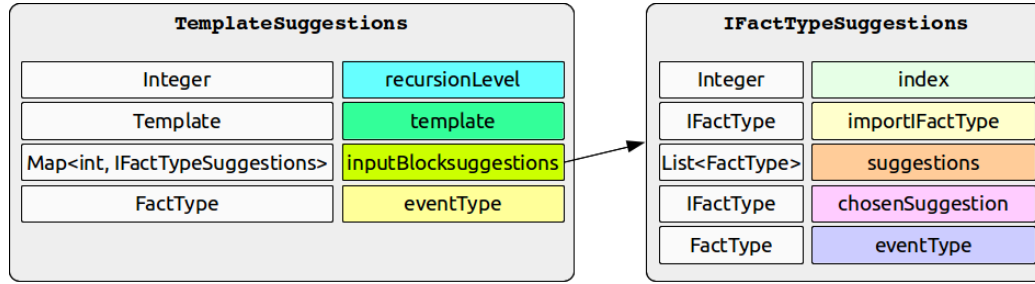 TemplateSuggestions
Integer recursionLevel
Template template
Map<int, IFactTypeSuggestions> inputBlocksuggestions
FactType eventType
IFactTypeSuggestions
Integer index
IFactType importIFactType
List<FactType> suggestions
IFactType chosenSuggestion
FactType eventType